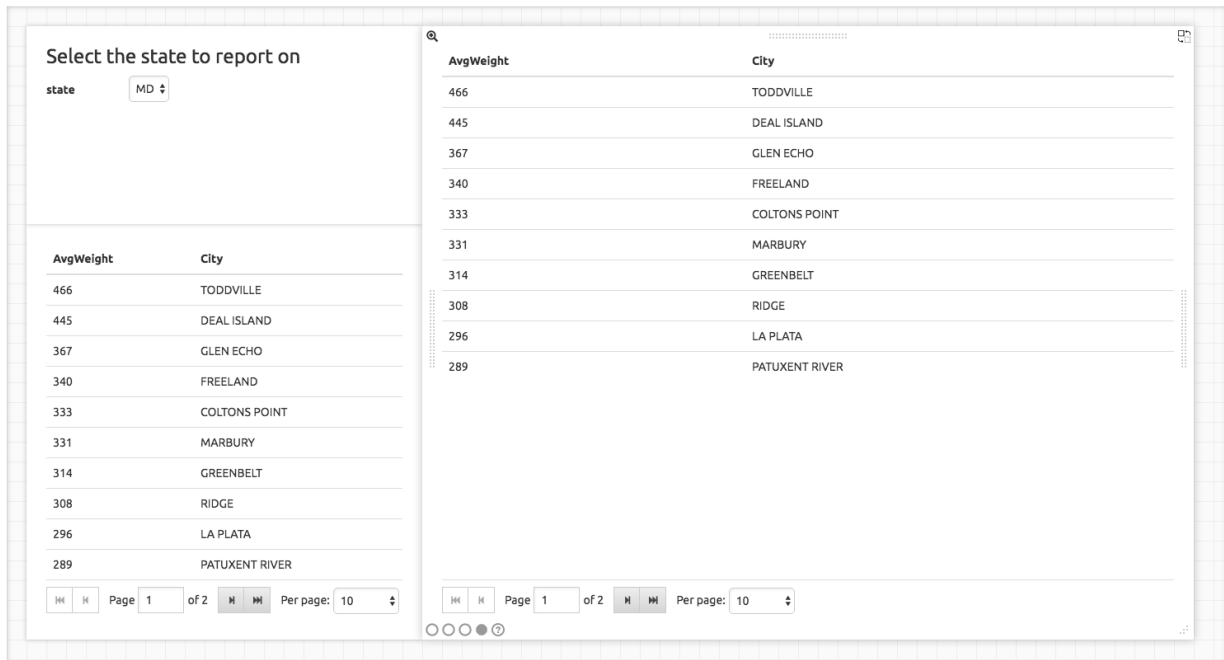 Select the state to report on
state MD
AvgWeight City
466 TODDVILLE
445 DEAL ISLAND
367 GLEN ECHO
340 FREELAND
333 COLTONS POINT
331 MARBURY
314 GREENBELT
308 RIDGE
296 LA PLATA
289 PATUXENT RIVER
Page 1 of 2 Per page: 10
AvgWeight City
466 TODDVILLE
445 DEAL ISLAND
367 GLEN ECHO
340 FREELAND
333 COLTONS POINT
331 MARBURY
314 GREENBELT
308 RIDGE
296 LA PLATA
289 PATUXENT RIVER
Page 1 of 2 Per page: 10
?